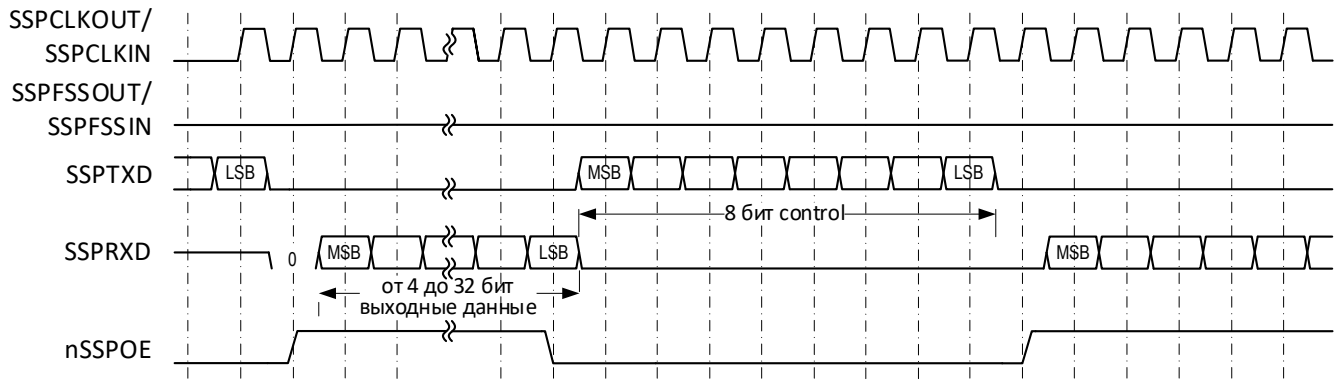 SSPCLKOUT/
SSPCLKIN
SSPFSSOUT/
SSPFSSIN
SSPTXD
LSB
MSB
LSB
8 бит control
SSPRXD
0
MSB
LSB
MSB
от 4 до 32 бит
выходные данные
nSSPOE